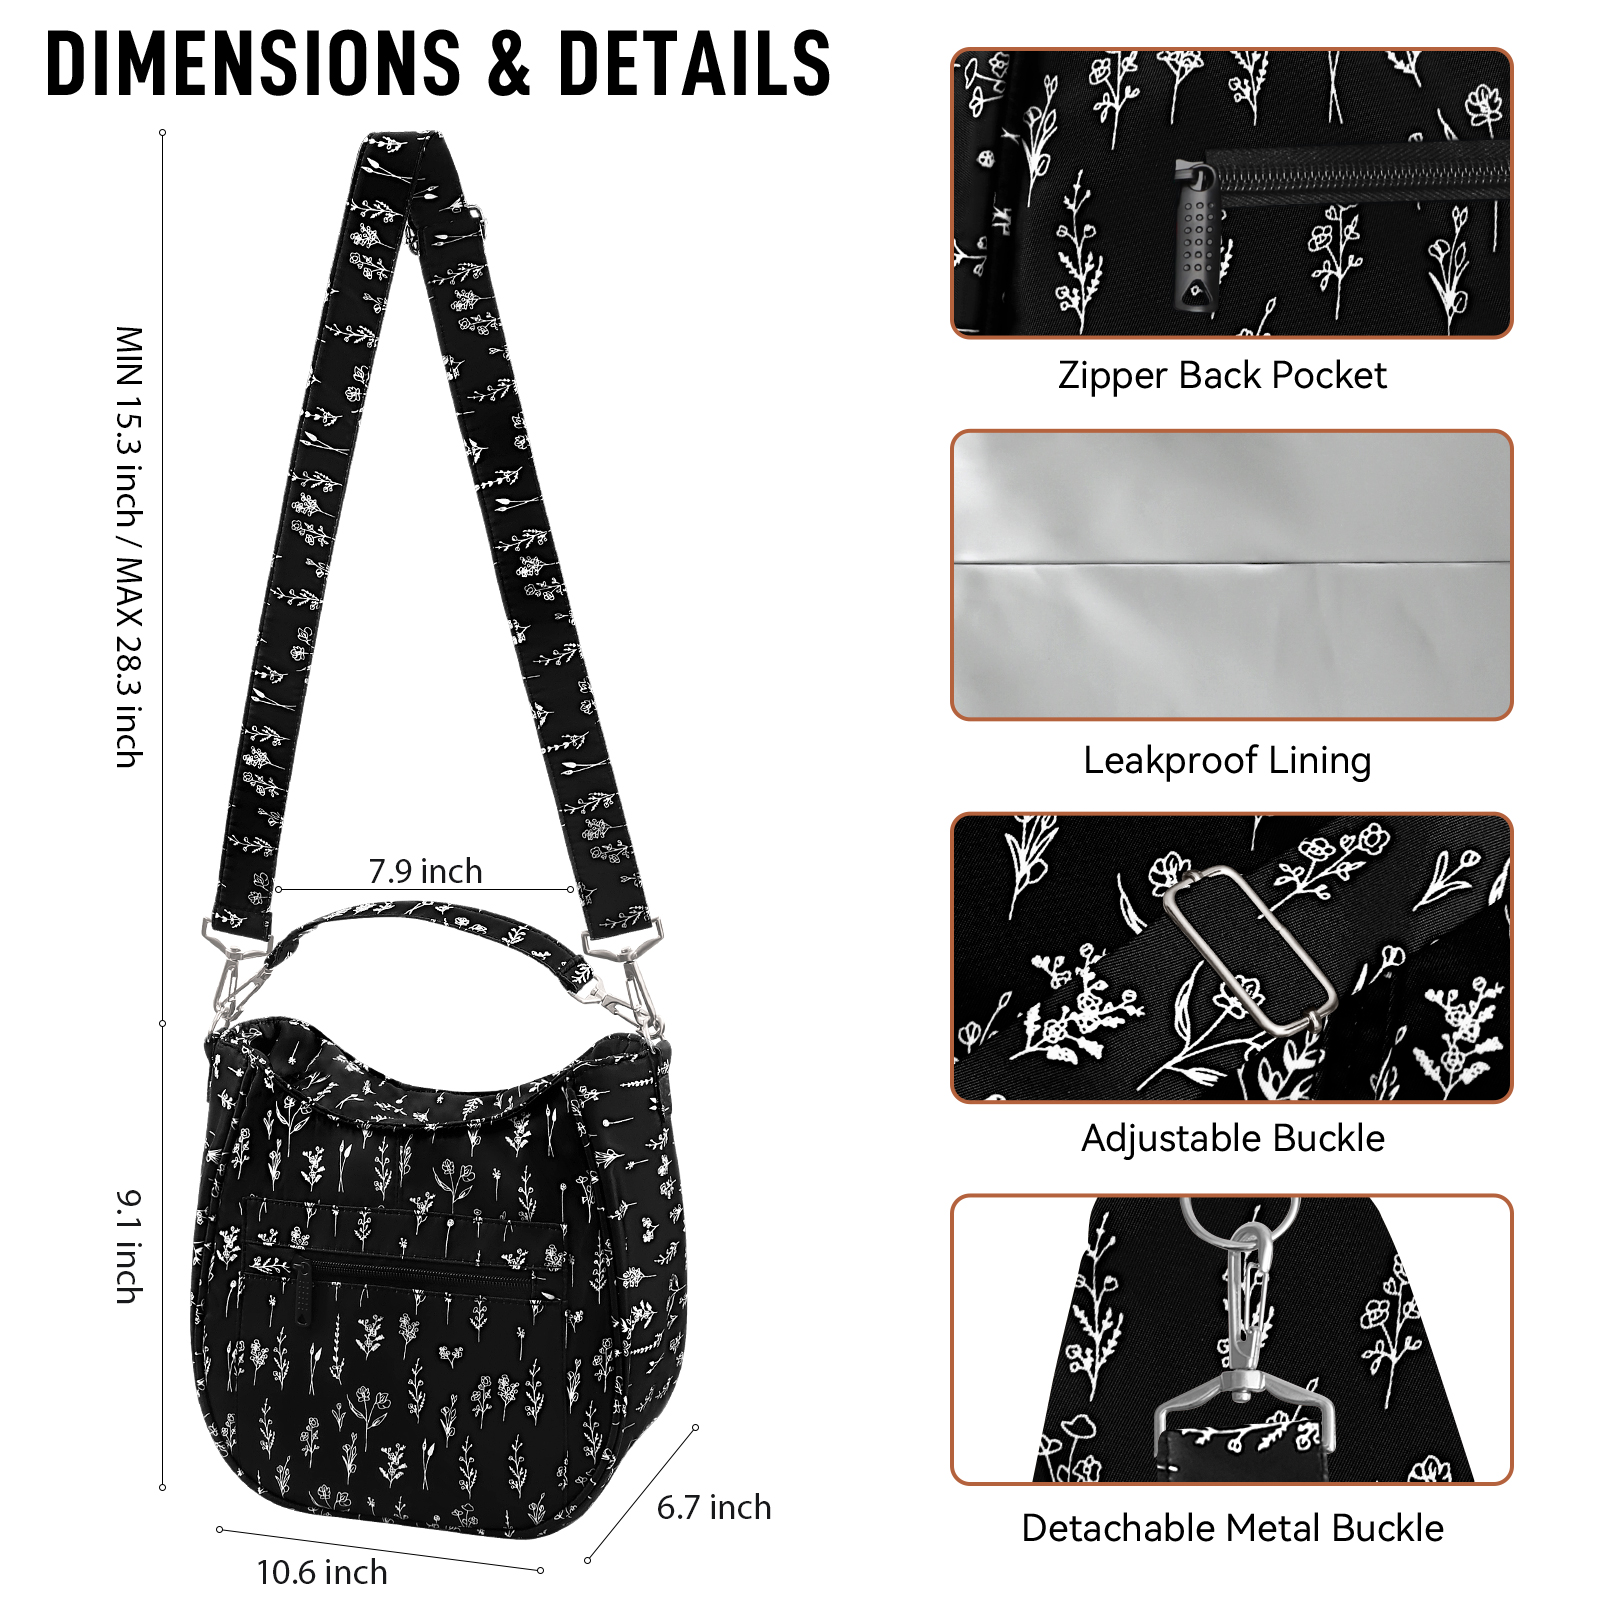 DIMENSIONS & DETAILS
MIN 15.3 inch / MAX 28.3 inch
7.9 inch
9.1 inch
10.6 inch
6.7 inch
Zipper Back Pocket
Leakproof Lining
Adjustable Buckle
Detachable Metal Buckle